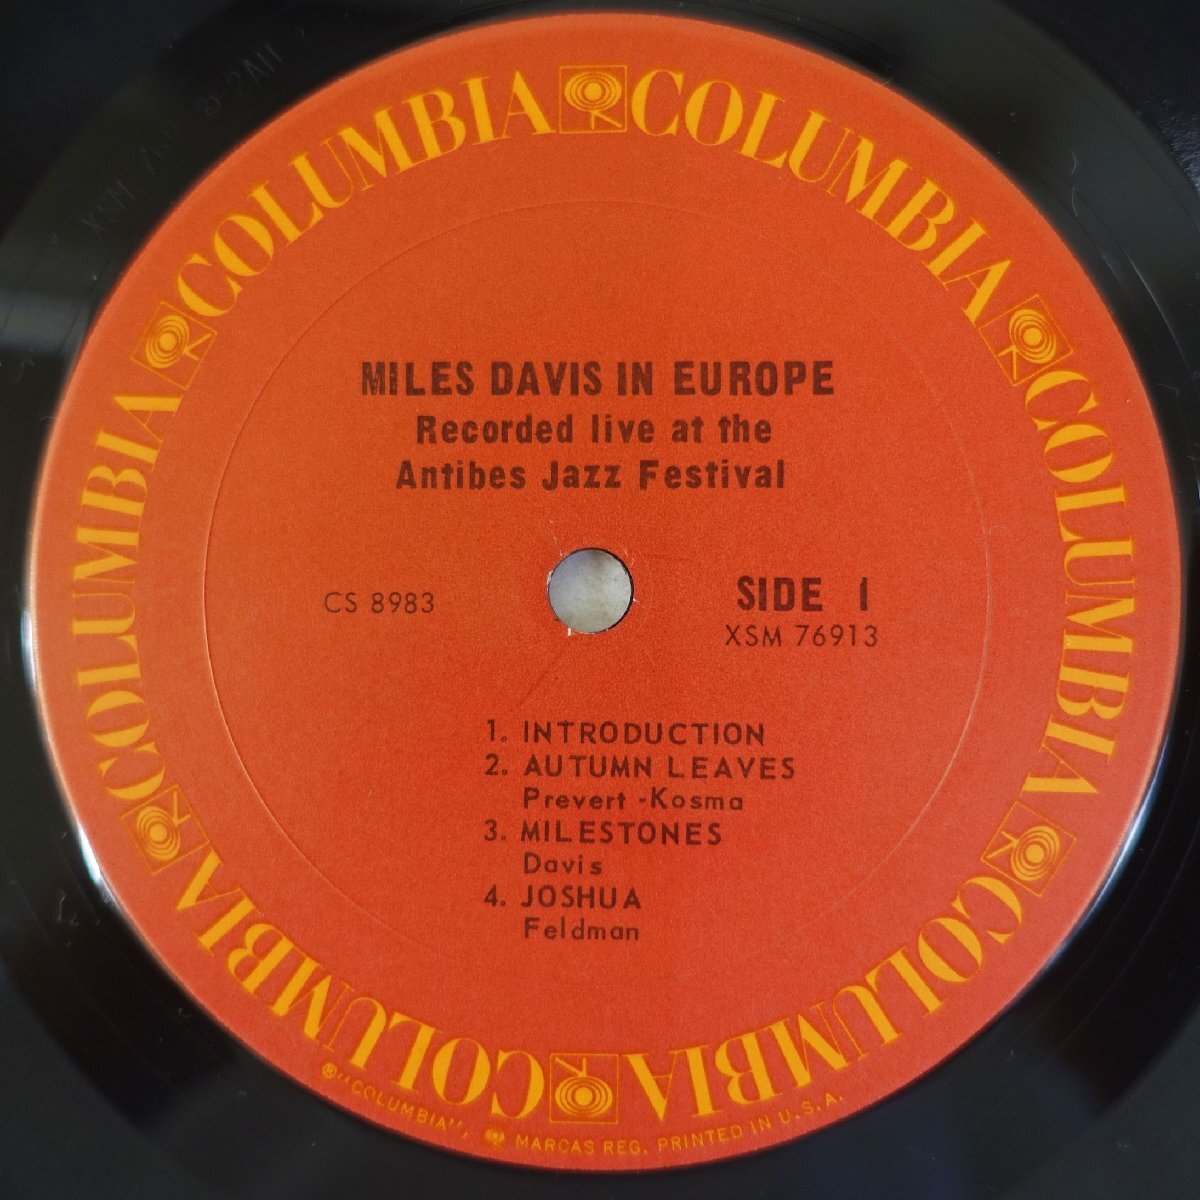 COLUMBIA COLUMBIA COLUMBIA COLUMBIA COLUMBIA COLUMBIA
MILES DAVIS IN EUROPE
Recorded live at the
Antibes Jazz Festival
CS 8983
SIDE 1
XSM 76913
1. INTRODUCTION
2. AUTUMN LEAVES
Prevert -Kosma
3. MILESTONES
Davis
4. JOSHUA
Feldman
® "COLUMBIA", MARCAS REG. PRINTED IN U.S.A.